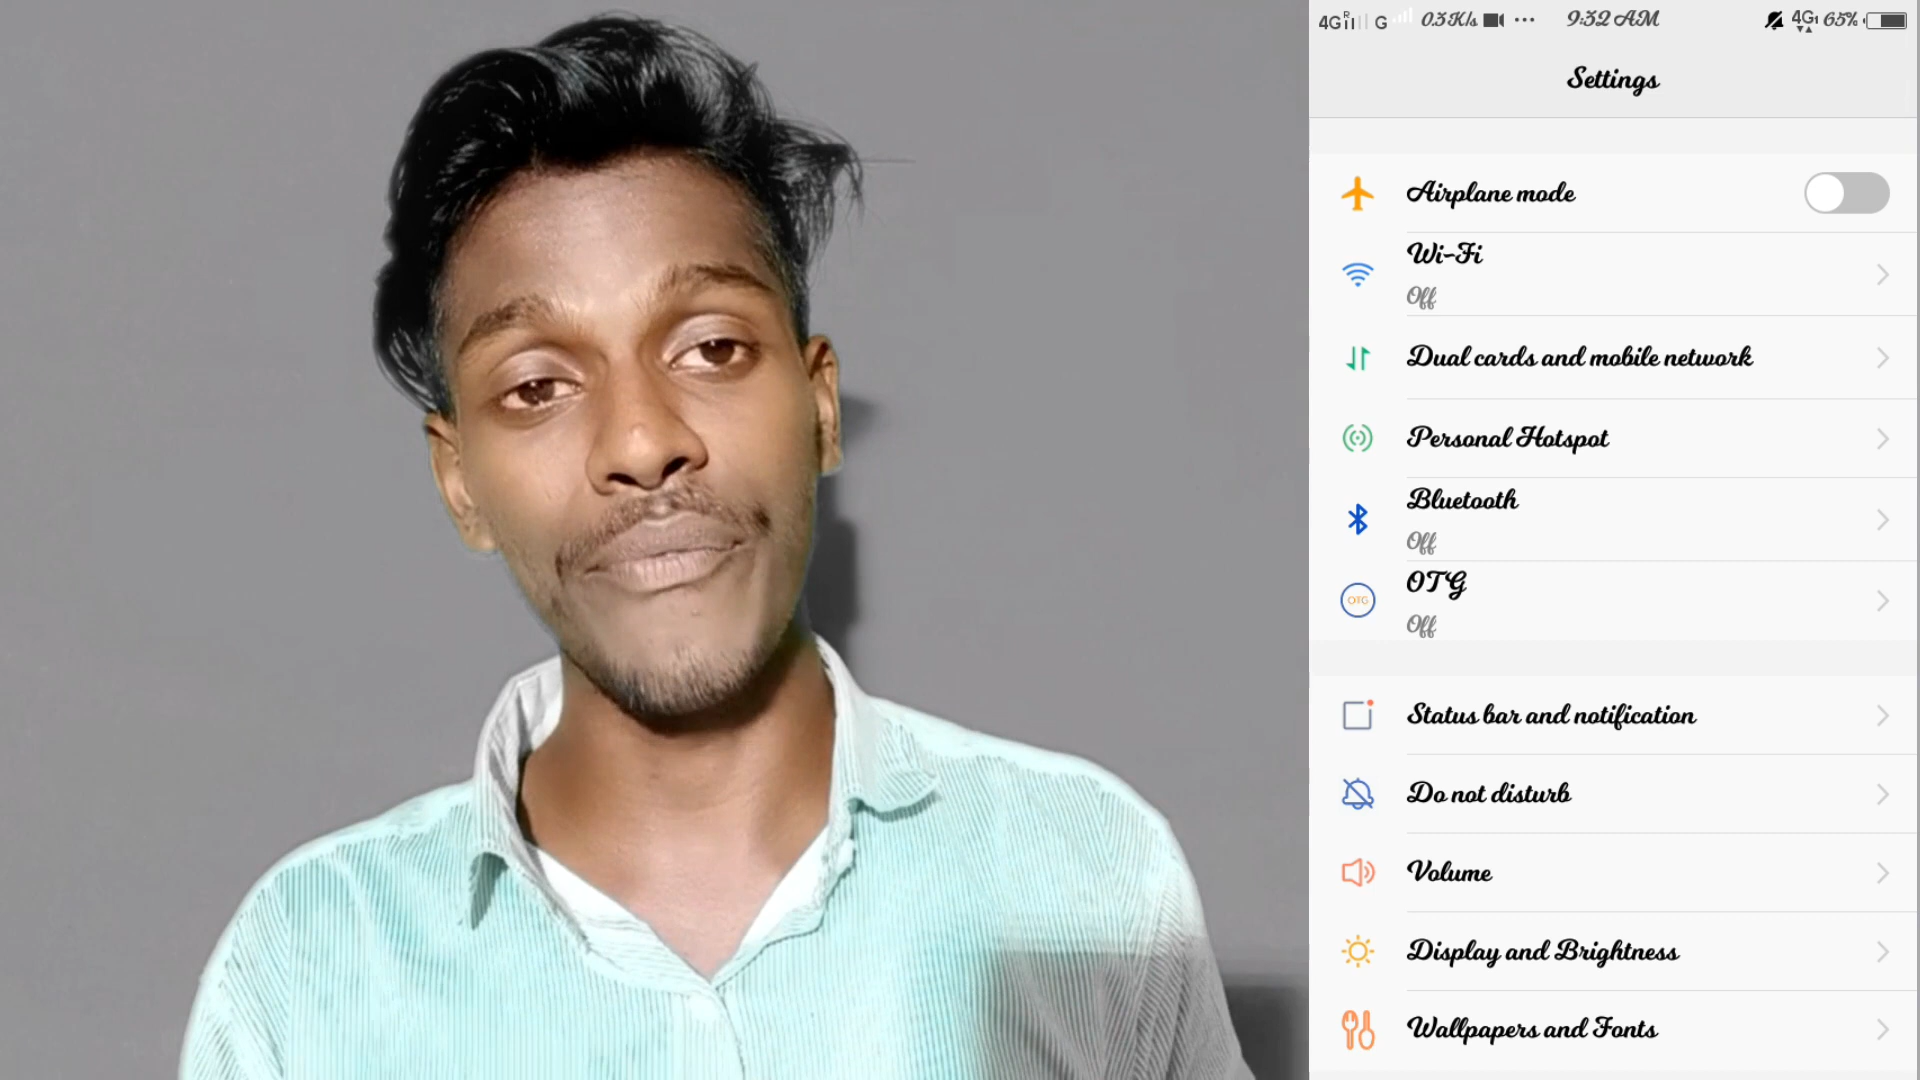 4G R G 0.3K/s ... 9:32 AM 4G 65%
Settings
Airplane mode
Wi-Fi
Off
Dual cards and mobile network
Personal Hotspot
Bluetooth
Off
OTG
OTG
Off
Status bar and notification
Do not disturb
Volume
Display and Brightness
Wallpapers and Fonts